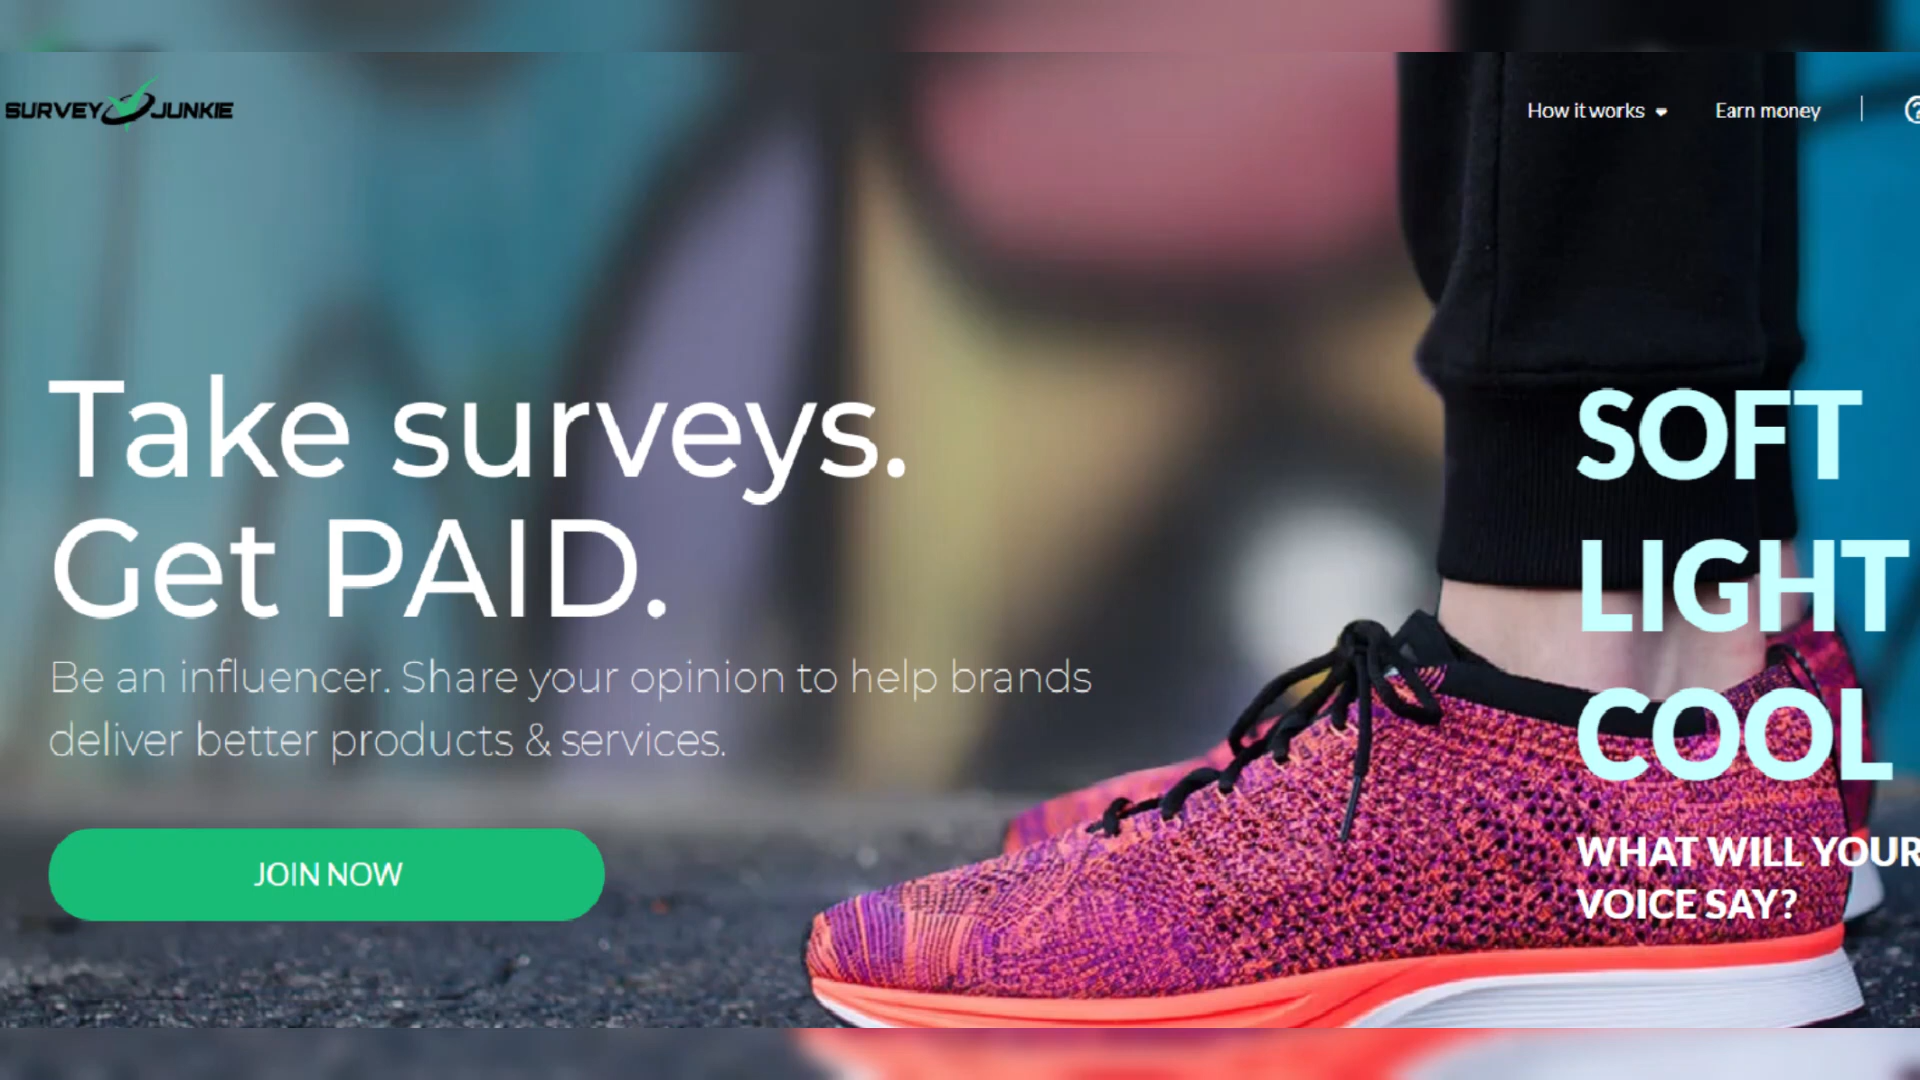 SURVEY JUNKIE
How it works
Earn money
Take surveys.
Get PAID.
Be an influencer. Share your opinion to help brands
deliver better products & services.
JOIN NOW
SOFT
LIGHT
COOL
WHAT WILL YOUR
VOICE SAY?